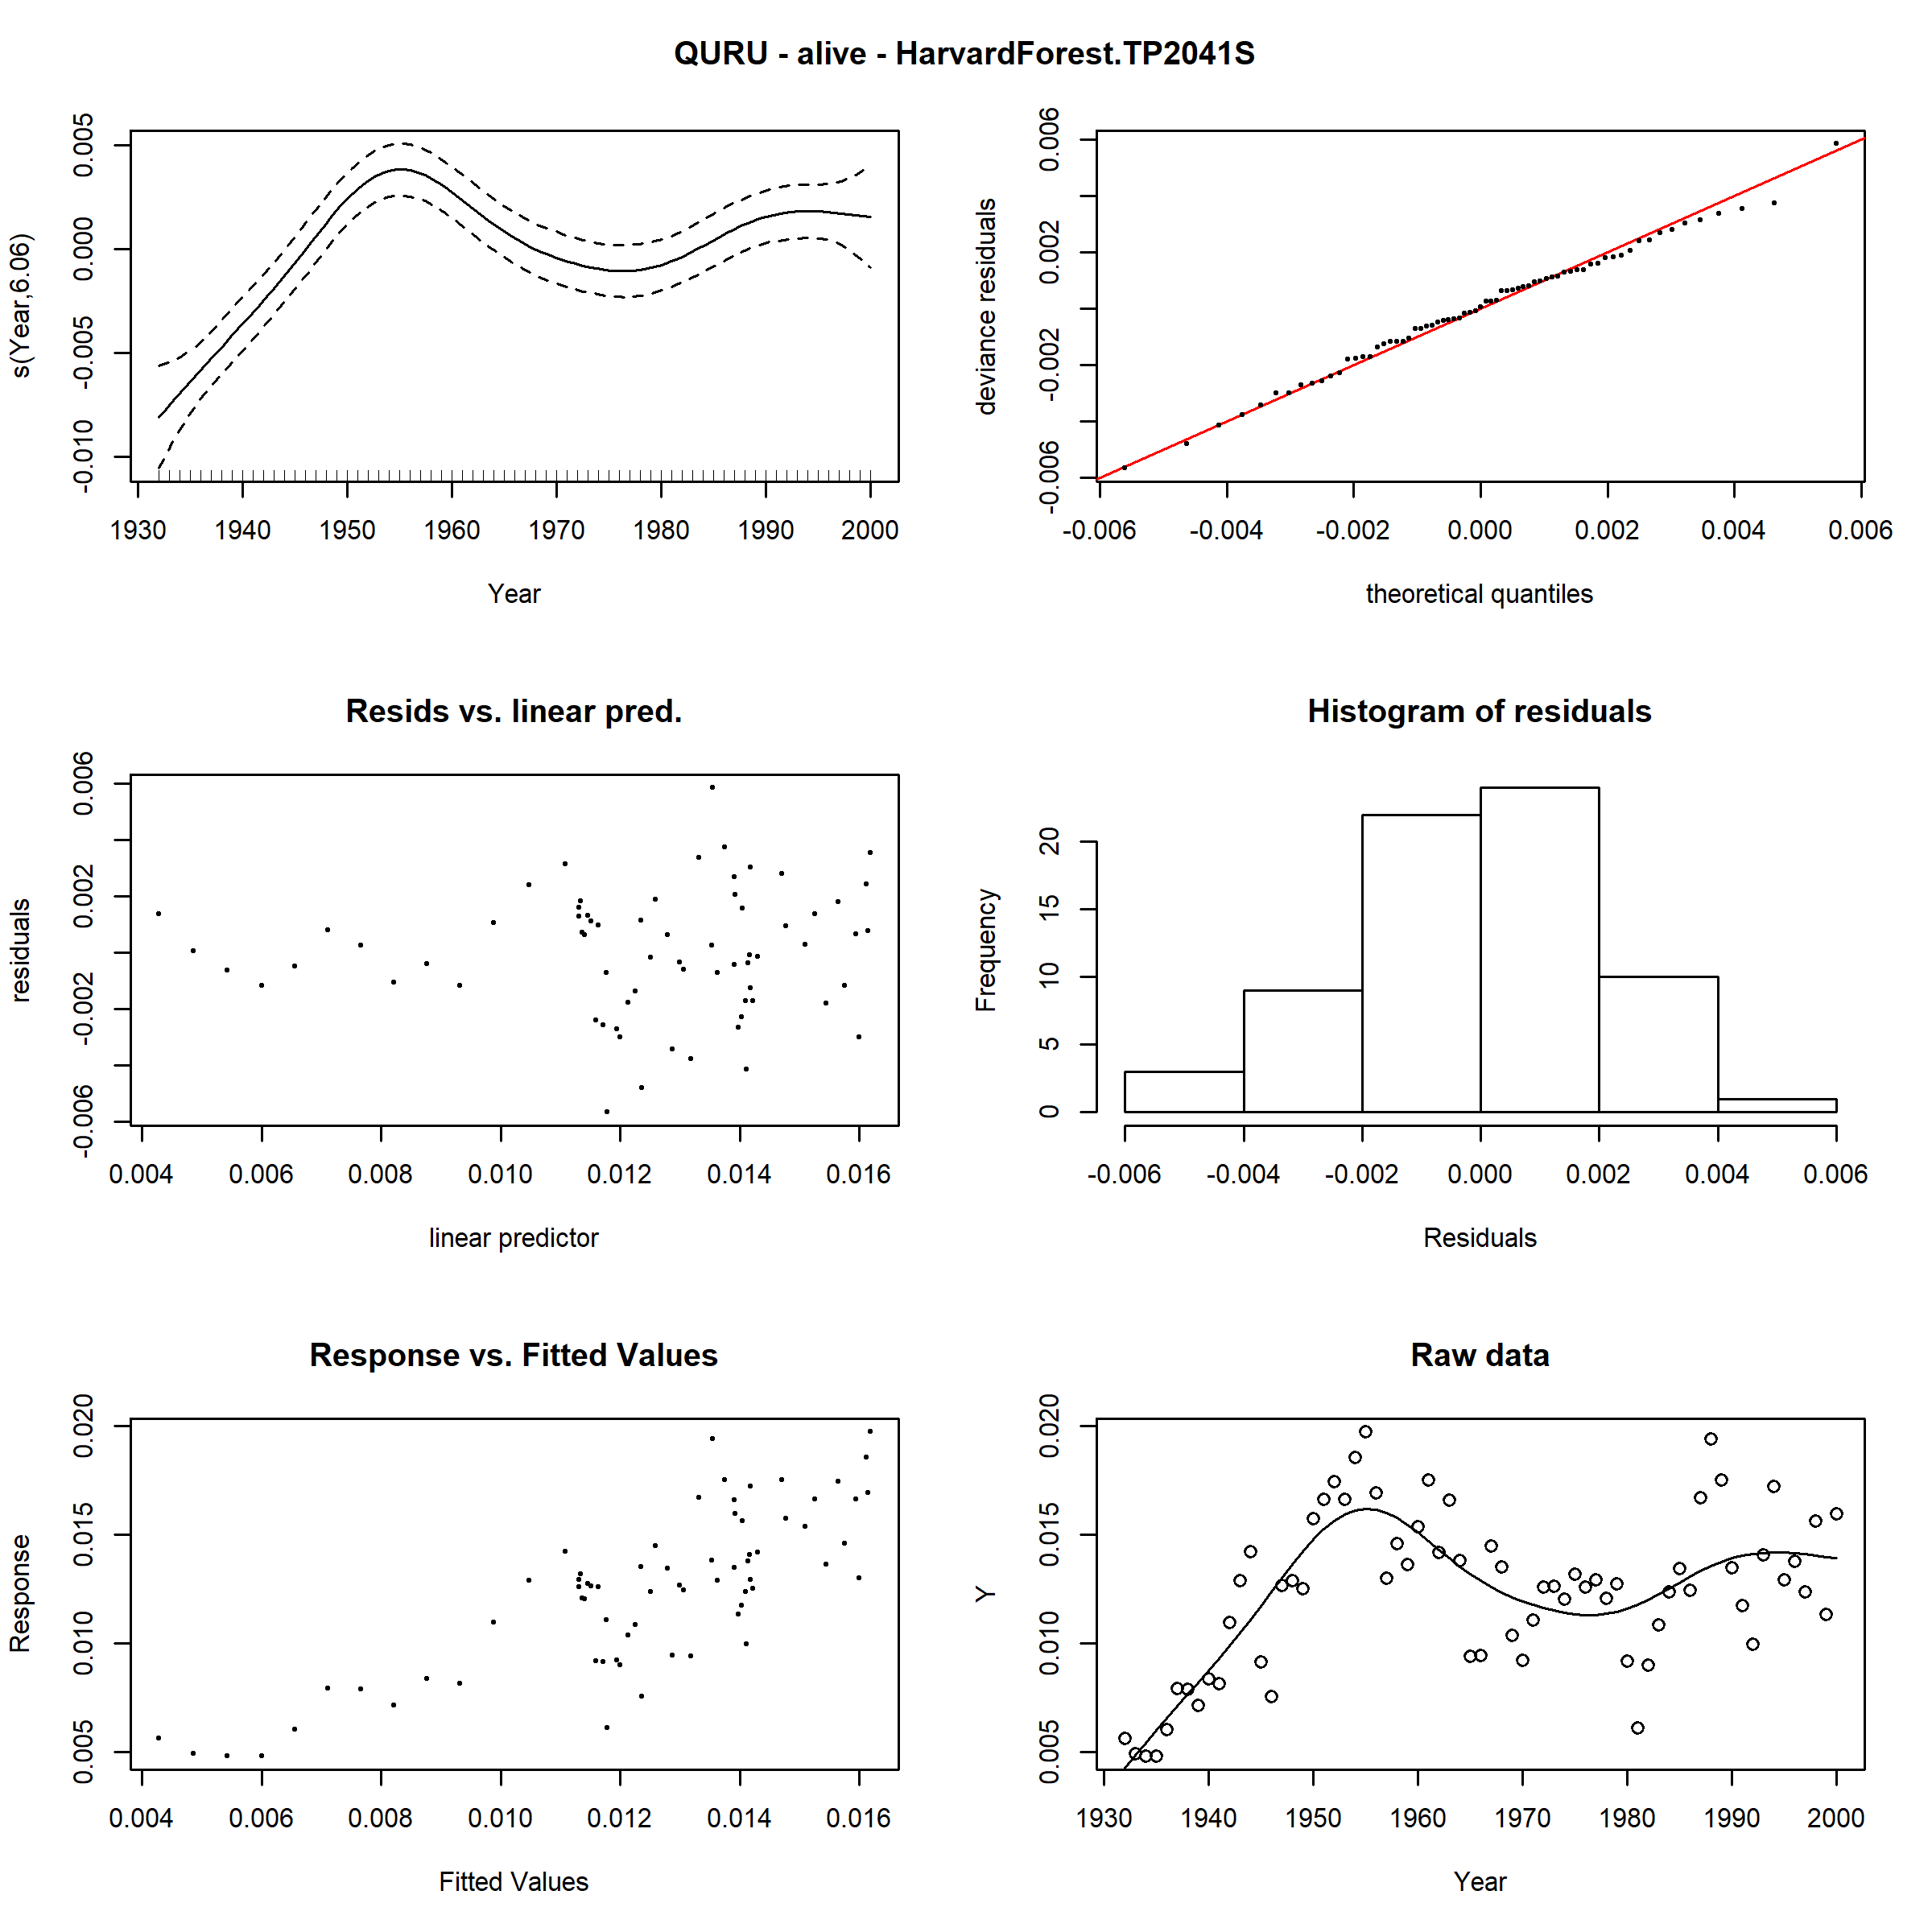 QURU - alive - HarvardForest.TP2041S
s(Year,6.06)
0.005
0.000
-0.005
-0.010
1930 1940 1950 1960 1970 1980 1990 2000
Year
deviance residuals
0.006
0.002
-0.002
-0.006
-0.006 -0.004 -0.002 0.000 0.002 0.004 0.006
theoretical quantiles
Resids vs. linear pred.
residuals
0.006
0.002
-0.002
-0.006
0.004 0.006 0.008 0.010 0.012 0.014 0.016
linear predictor
Histogram of residuals
Frequency
20
15
10
5
0
-0.006 -0.004 -0.002 0.000 0.002 0.004 0.006
Residuals
Response vs. Fitted Values
Response
0.020
0.015
0.010
0.005
0.004 0.006 0.008 0.010 0.012 0.014 0.016
Fitted Values
Raw data
Y
0.020
0.015
0.010
0.005
1930 1940 1950 1960 1970 1980 1990 2000
Year